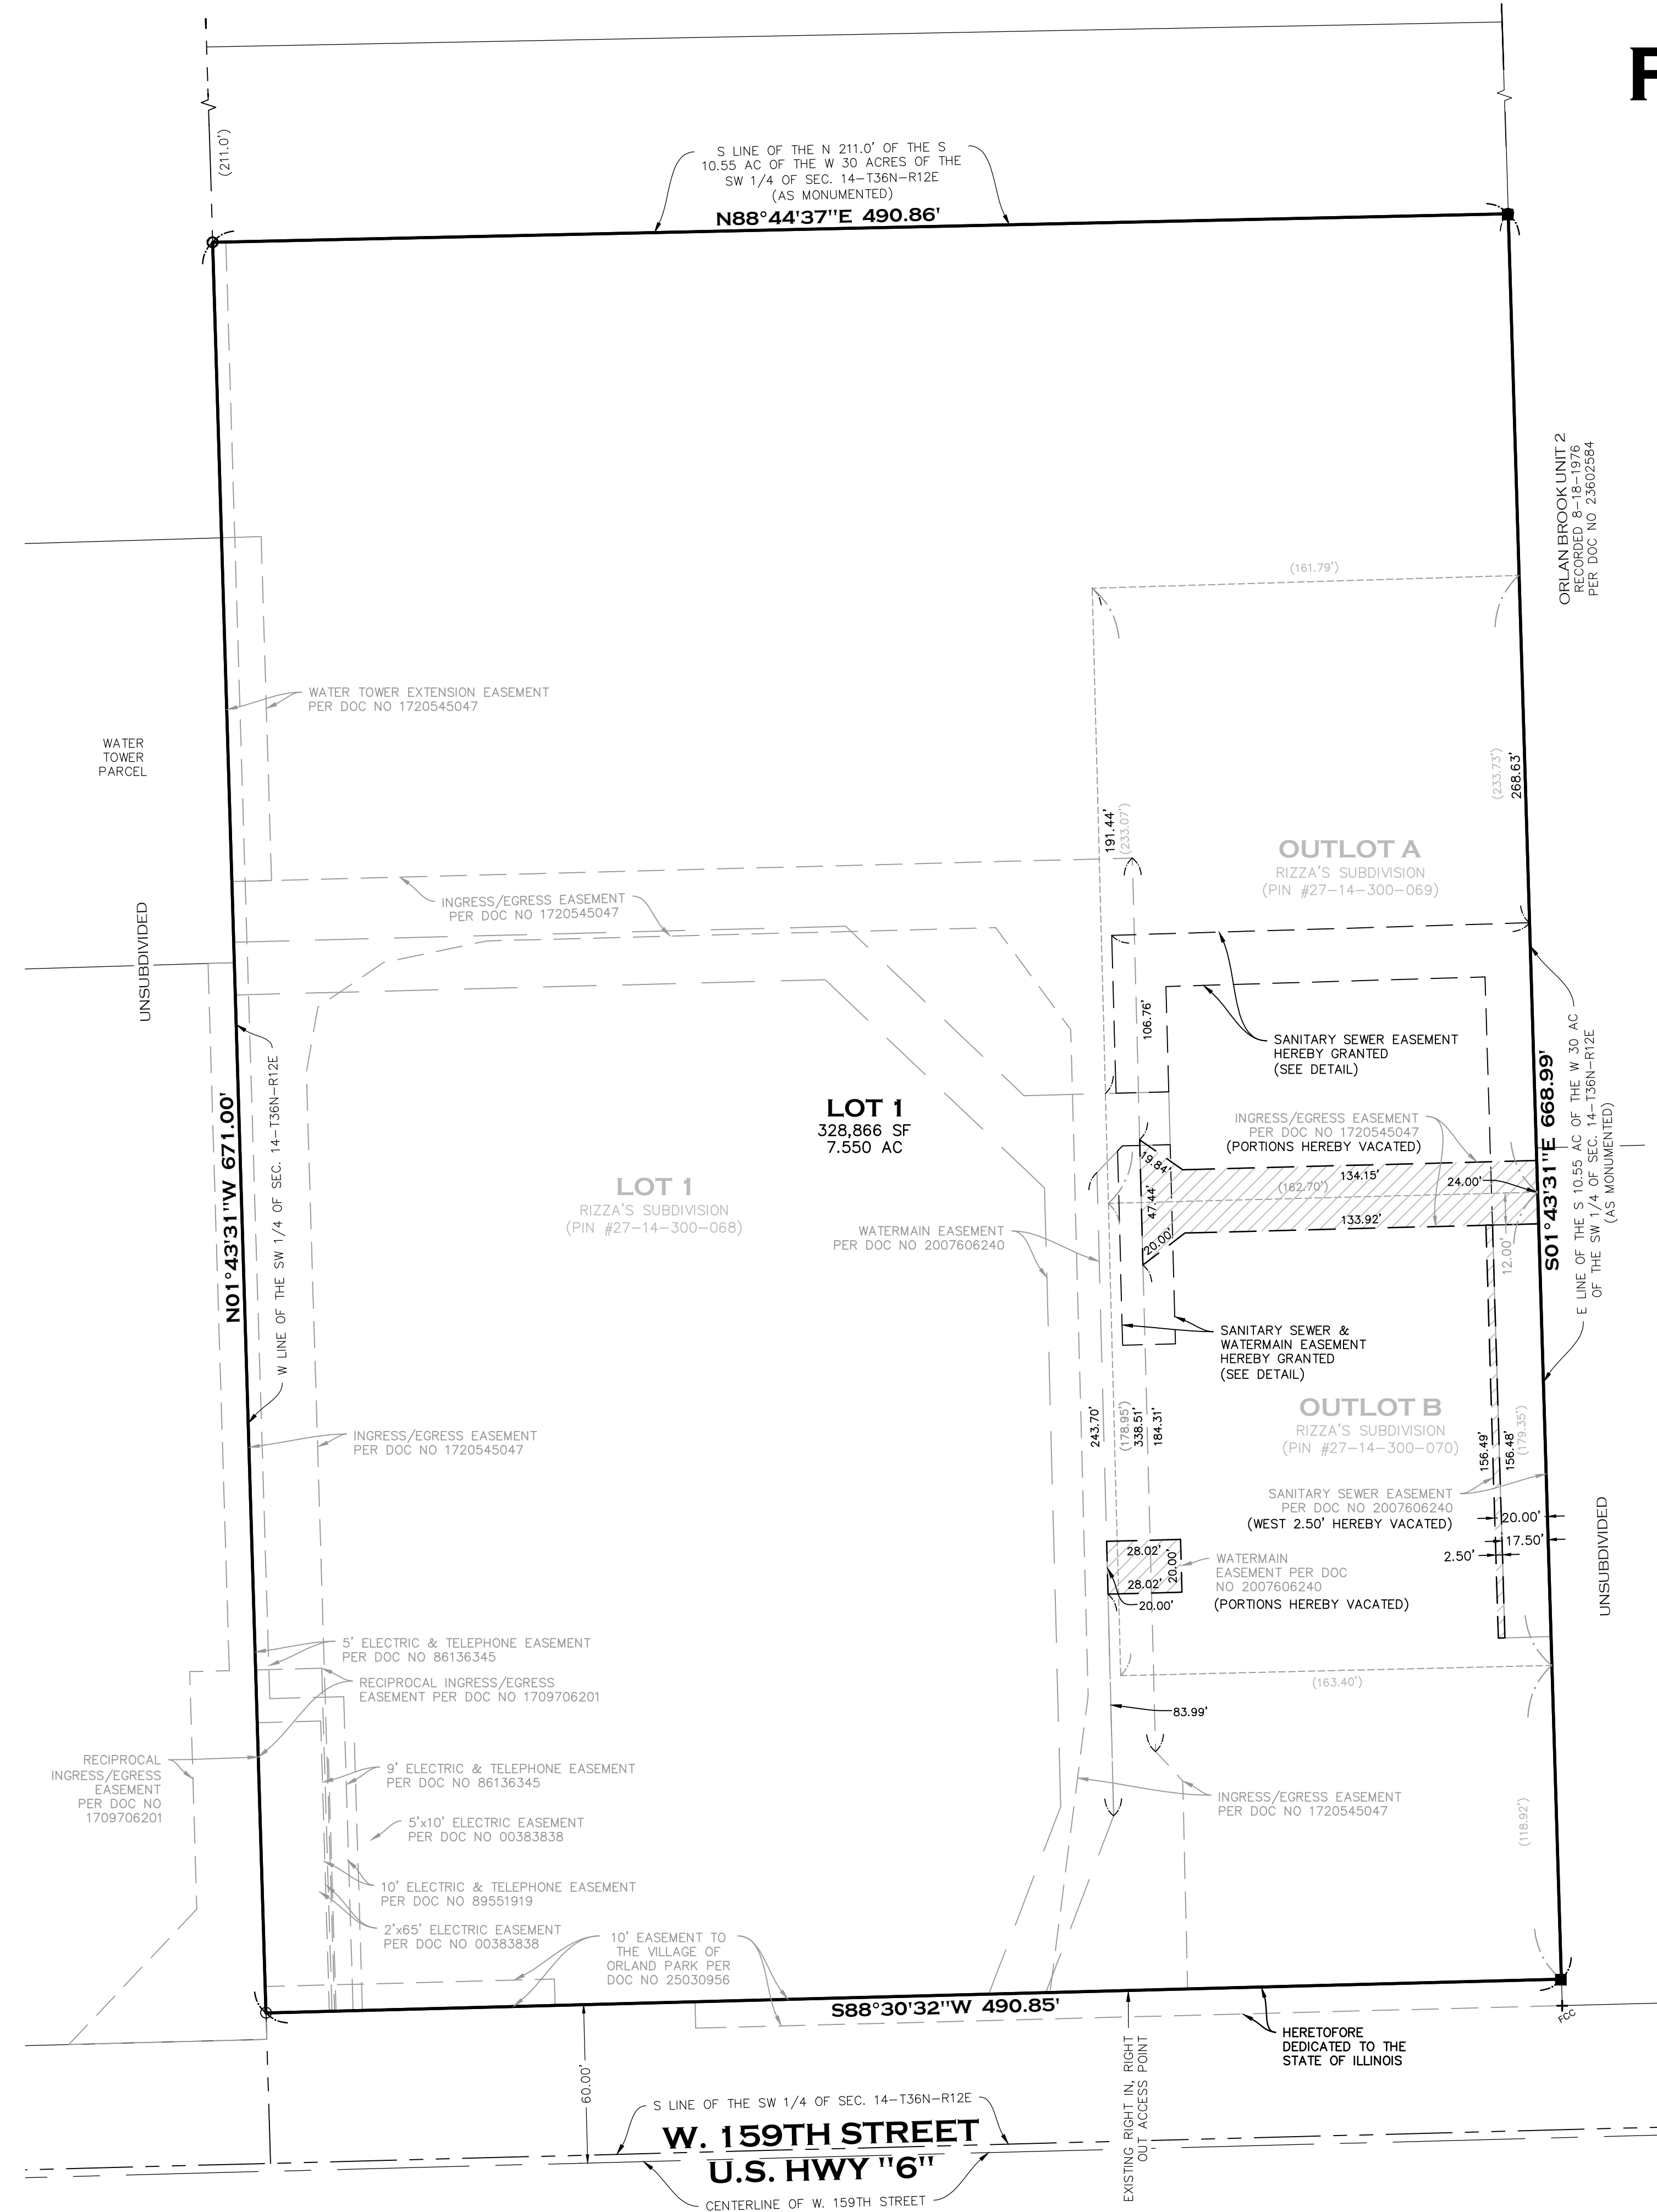 F
(211.0')
S LINE OF THE N 211.0' OF THE S
10.55 AC OF THE W 30 ACRES OF THE
SW 1/4 OF SEC. 14-T36N-R12E
(AS MONUMENTED)
N88°44'37"E 490.86'
ORLAN BROOK UNIT 2
RECORDED 8-18-1976
PER DOC NO 23602584
(161.79')
WATER TOWER EXTENSION EASEMENT
PER DOC NO 1720545047
WATER
TOWER
PARCEL
(233.73')
268.63'
191.44'
(233.07')
OUTLOT A
RIZZA'S SUBDIVISION
(PIN #27-14-300-069)
INGRESS/EGRESS EASEMENT
PER DOC NO 1720545047
UNSUBDIVIDED
106.76'
SANITARY SEWER EASEMENT
HEREBY GRANTED
(SEE DETAIL)
LOT 1
328,866 SF
7.550 AC
INGRESS/EGRESS EASEMENT
PER DOC NO 1720545047
(PORTIONS HEREBY VACATED)
N01°43'31"W 671.00'
W LINE OF THE SW 1/4 OF SEC. 14-T36N-R12E
S01°43'31"E 668.99'
E LINE OF THE S 10.55 AC OF THE W 30 AC
OF THE SW 1/4 OF SEC. 14-T36N-R12E
(AS MONUMENTED)
19.84'
134.15'
24.00'
(162.70')
47.44'
133.92'
20.00'
12.00'
LOT 1
RIZZA'S SUBDIVISION
(PIN #27-14-300-068)
WATERMAIN EASEMENT
PER DOC NO 2007606240
SANITARY SEWER &
WATERMAIN EASEMENT
HEREBY GRANTED
(SEE DETAIL)
OUTLOT B
RIZZA'S SUBDIVISION
(PIN #27-14-300-070)
243.70'
(178.95')
338.51'
184.31'
156.49'
156.48'
(179.35')
INGRESS/EGRESS EASEMENT
PER DOC NO 1720545047
SANITARY SEWER EASEMENT
PER DOC NO 2007606240
(WEST 2.50' HEREBY VACATED)
20.00'
17.50'
2.50'
UNSUBDIVIDED
28.02'
20.00'
28.02'
20.00'
WATERMAIN
EASEMENT PER DOC
NO 2007606240
(PORTIONS HEREBY VACATED)
5' ELECTRIC & TELEPHONE EASEMENT
PER DOC NO 86136345
RECIPROCAL INGRESS/EGRESS
EASEMENT PER DOC NO 1709706201
(163.40')
83.99'
RECIPROCAL
INGRESS/EGRESS
EASEMENT
PER DOC NO
1709706201
9' ELECTRIC & TELEPHONE EASEMENT
PER DOC NO 86136345
INGRESS/EGRESS EASEMENT
PER DOC NO 1720545047
(118.92')
5'x10' ELECTRIC EASEMENT
PER DOC NO 00383838
10' ELECTRIC & TELEPHONE EASEMENT
PER DOC NO 89551919
2'x65' ELECTRIC EASEMENT
PER DOC NO 00383838
10' EASEMENT TO
THE VILLAGE OF
ORLAND PARK PER
DOC NO 25030956
S88°30'32"W 490.85'
FCC
HERETOFORE
DEDICATED TO THE
STATE OF ILLINOIS
60.00'
EXISTING RIGHT IN, RIGHT
OUT ACCESS POINT
S LINE OF THE SW 1/4 OF SEC. 14-T36N-R12E
W. 159TH STREET
U.S. HWY "6"
CENTERLINE OF W. 159TH STREET